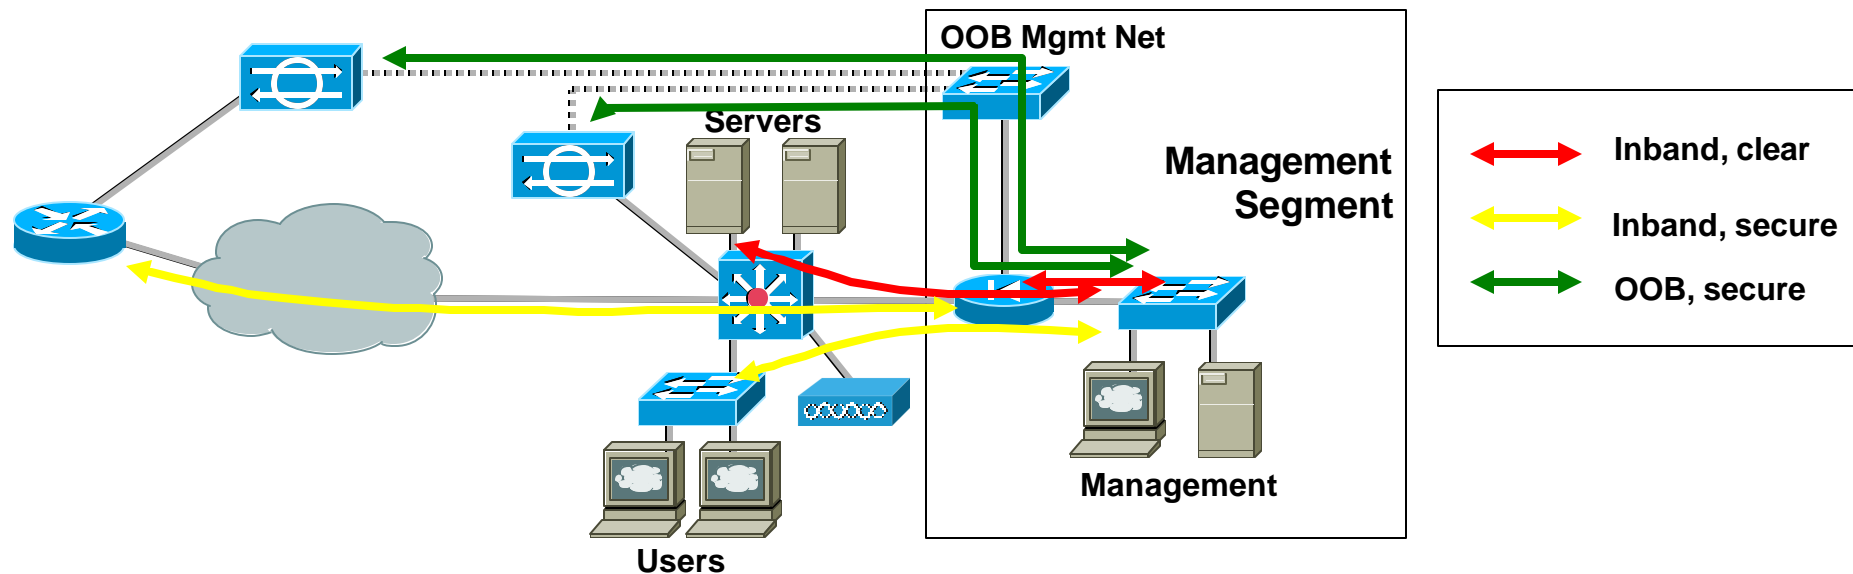 OOB Mgmt Net
Servers
Management
Segment
Management
Users
Inband, clear
Inband, secure
OOB, secure